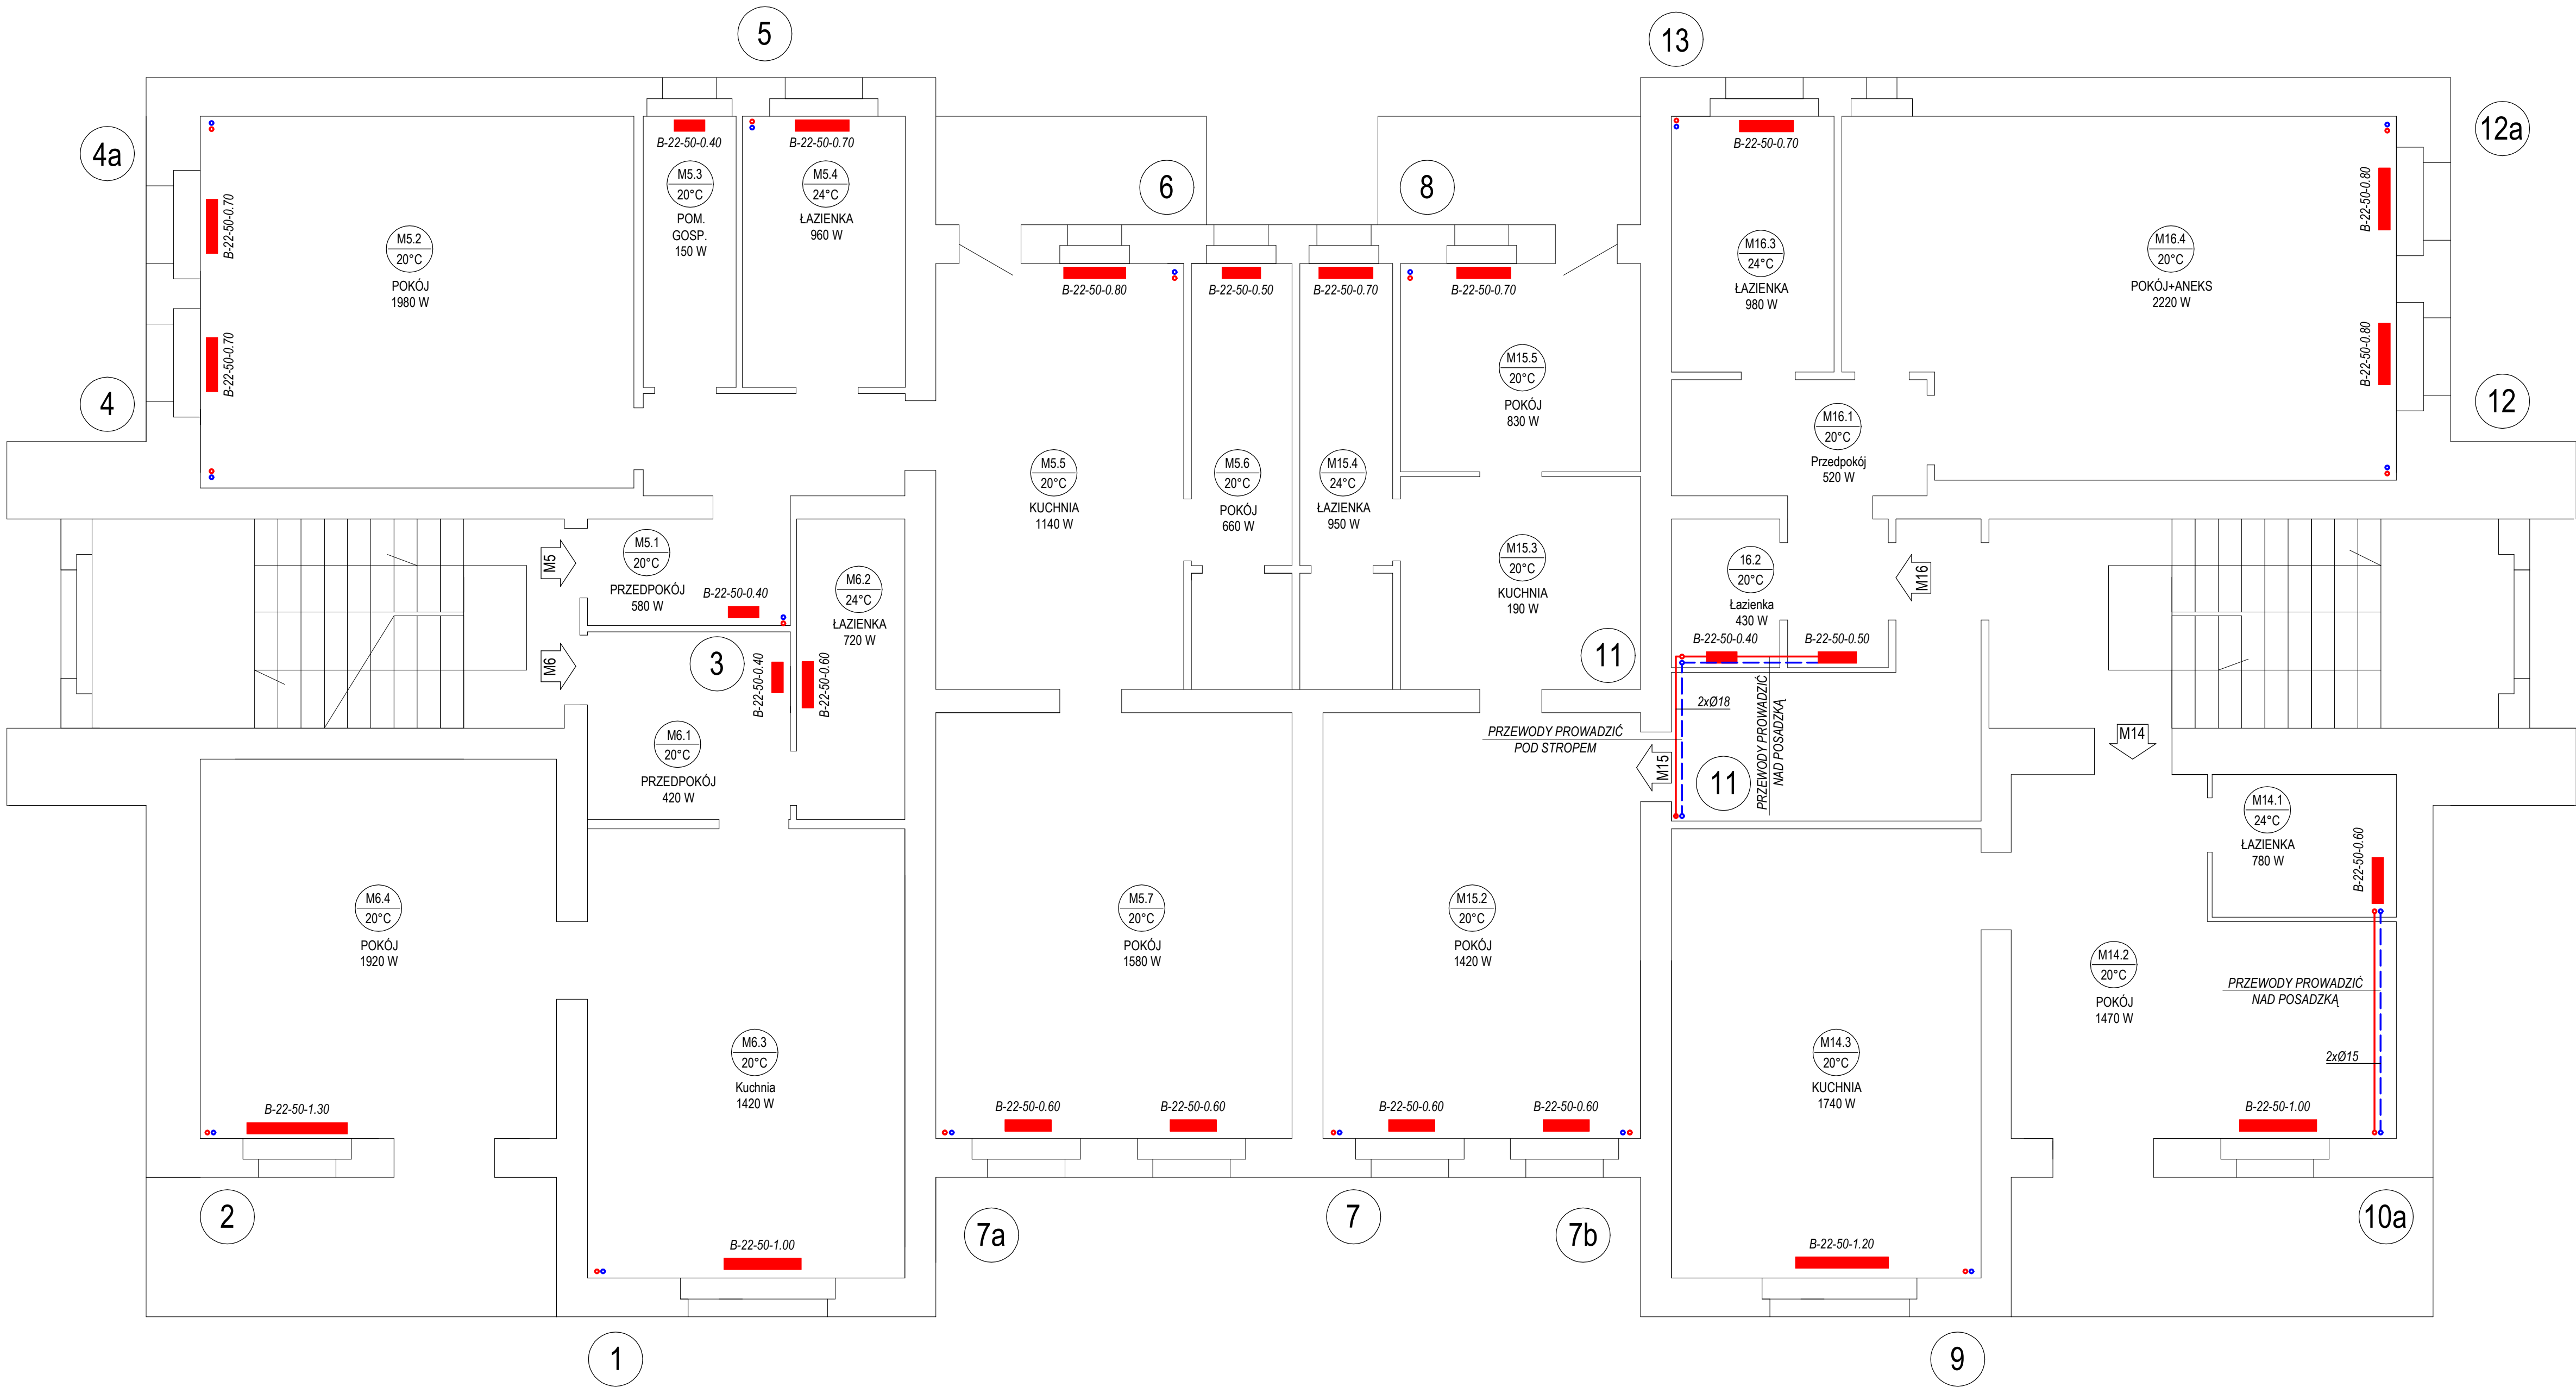 5
13
4a
12a
B-22-50-0.40
B-22-50-0.70
B-22-50-0.70
M5.3
20°C
POM.
GOSP.
150 W
M5.4
24°C
ŁAZIENKA
960 W
6
8
B-22-50-0.70
B-22-50-0.80
M5.2
20°C
POKÓJ
1980 W
M16.3
24°C
ŁAZIENKA
980 W
M16.4
20°C
POKÓJ+ANEKS
2220 W
B-22-50-0.80
B-22-50-0.50
B-22-50-0.70
B-22-50-0.70
B-22-50-0.70
B-22-50-0.80
4
12
M15.5
20°C
POKÓJ
830 W
M16.1
20°C
Przedpokój
520 W
M5.5
20°C
KUCHNIA
1140 W
M5.6
20°C
POKÓJ
660 W
M15.4
24°C
ŁAZIENKA
950 W
M5
M5.1
20°C
PRZEDPOKÓJ
580 W
B-22-50-0.40
M6.2
24°C
ŁAZIENKA
720 W
M15.3
20°C
KUCHNIA
190 W
16.2
20°C
Łazienka
430 W
M16
B-22-50-0.40
B-22-50-0.50
M6
3
B-22-50-0.40
B-22-50-0.60
11
2xØ18
PRZEWODY PROWADZIĆ
POD STROPEM
PRZEWODY PROWADZIĆ
NAD POSADZKĄ
M6.1
20°C
PRZEDPOKÓJ
420 W
M15
11
M14
M14.1
24°C
ŁAZIENKA
780 W
B-22-50-0.60
M6.4
20°C
POKÓJ
1920 W
M5.7
20°C
POKÓJ
1580 W
M15.2
20°C
POKÓJ
1420 W
M14.2
20°C
POKÓJ
1470 W
PRZEWODY PROWADZIĆ
NAD POSADZKĄ
2xØ15
M6.3
20°C
Kuchnia
1420 W
M14.3
20°C
KUCHNIA
1740 W
B-22-50-1.30
B-22-50-0.60
B-22-50-0.60
B-22-50-0.60
B-22-50-0.60
B-22-50-1.00
2
7a
7
7b
10a
B-22-50-1.00
B-22-50-1.20
1
9